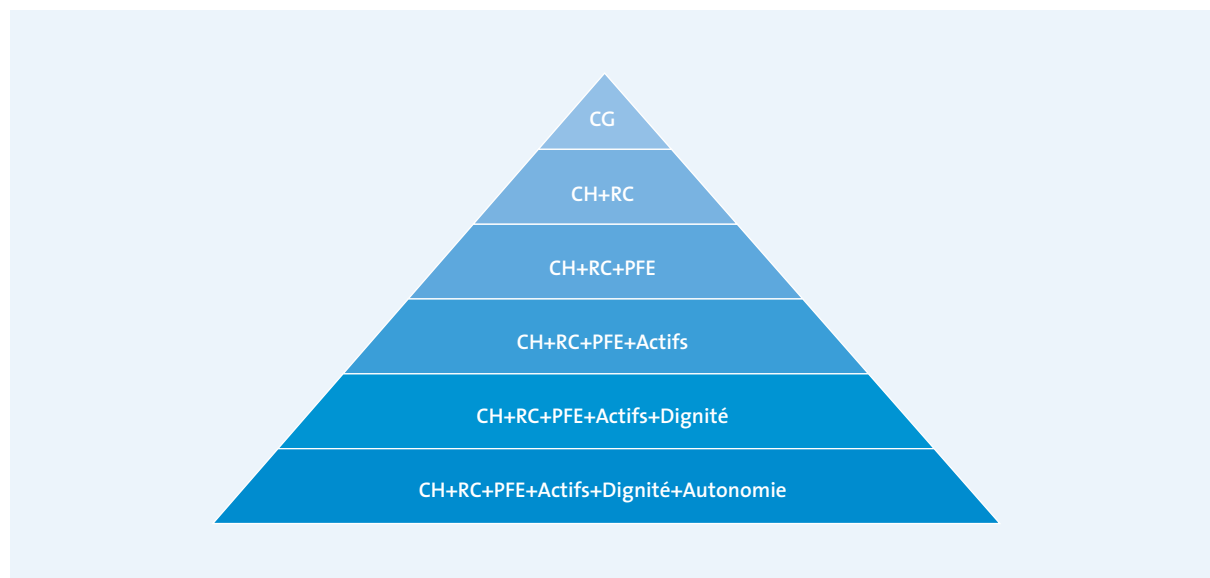 CG
CH+RC
CH+RC+PFE
CH+RC+PFE+Actifs
CH+RC+PFE+Actifs+Dignité
CH+RC+PFE+Actifs+Dignité+Autonomie